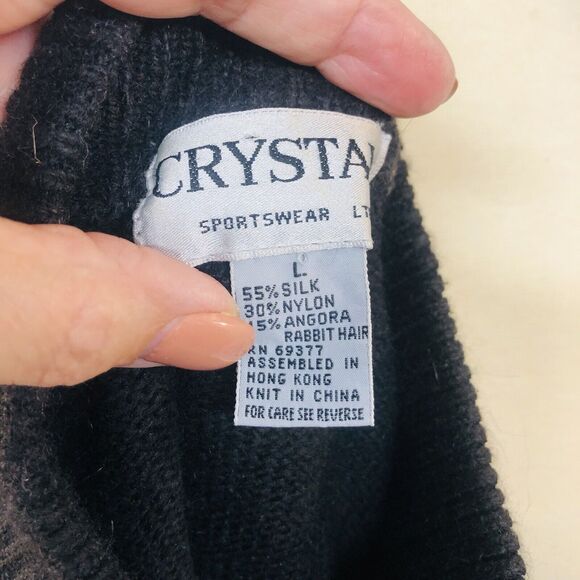 CRYSTAL
SPORTSWEAR LT
L
55% SILK
30% NYLON
15% ANGORA
RABBIT HAIR
RN 69377
ASSEMBLED IN
HONG KONG
KNIT IN CHINA
FOR CARE SEE REVERSE